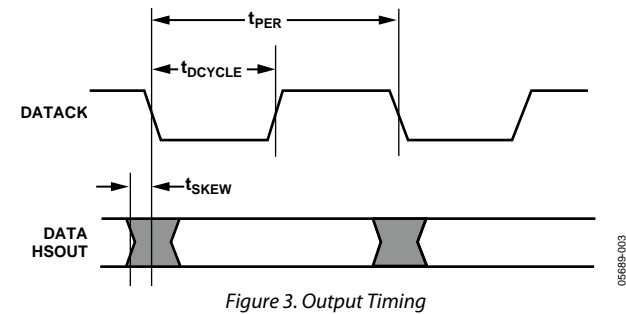 tPER
tDCYCLE
DATACK
tSKEW
DATA
HSOUT
05689-003
Figure 3. Output Timing